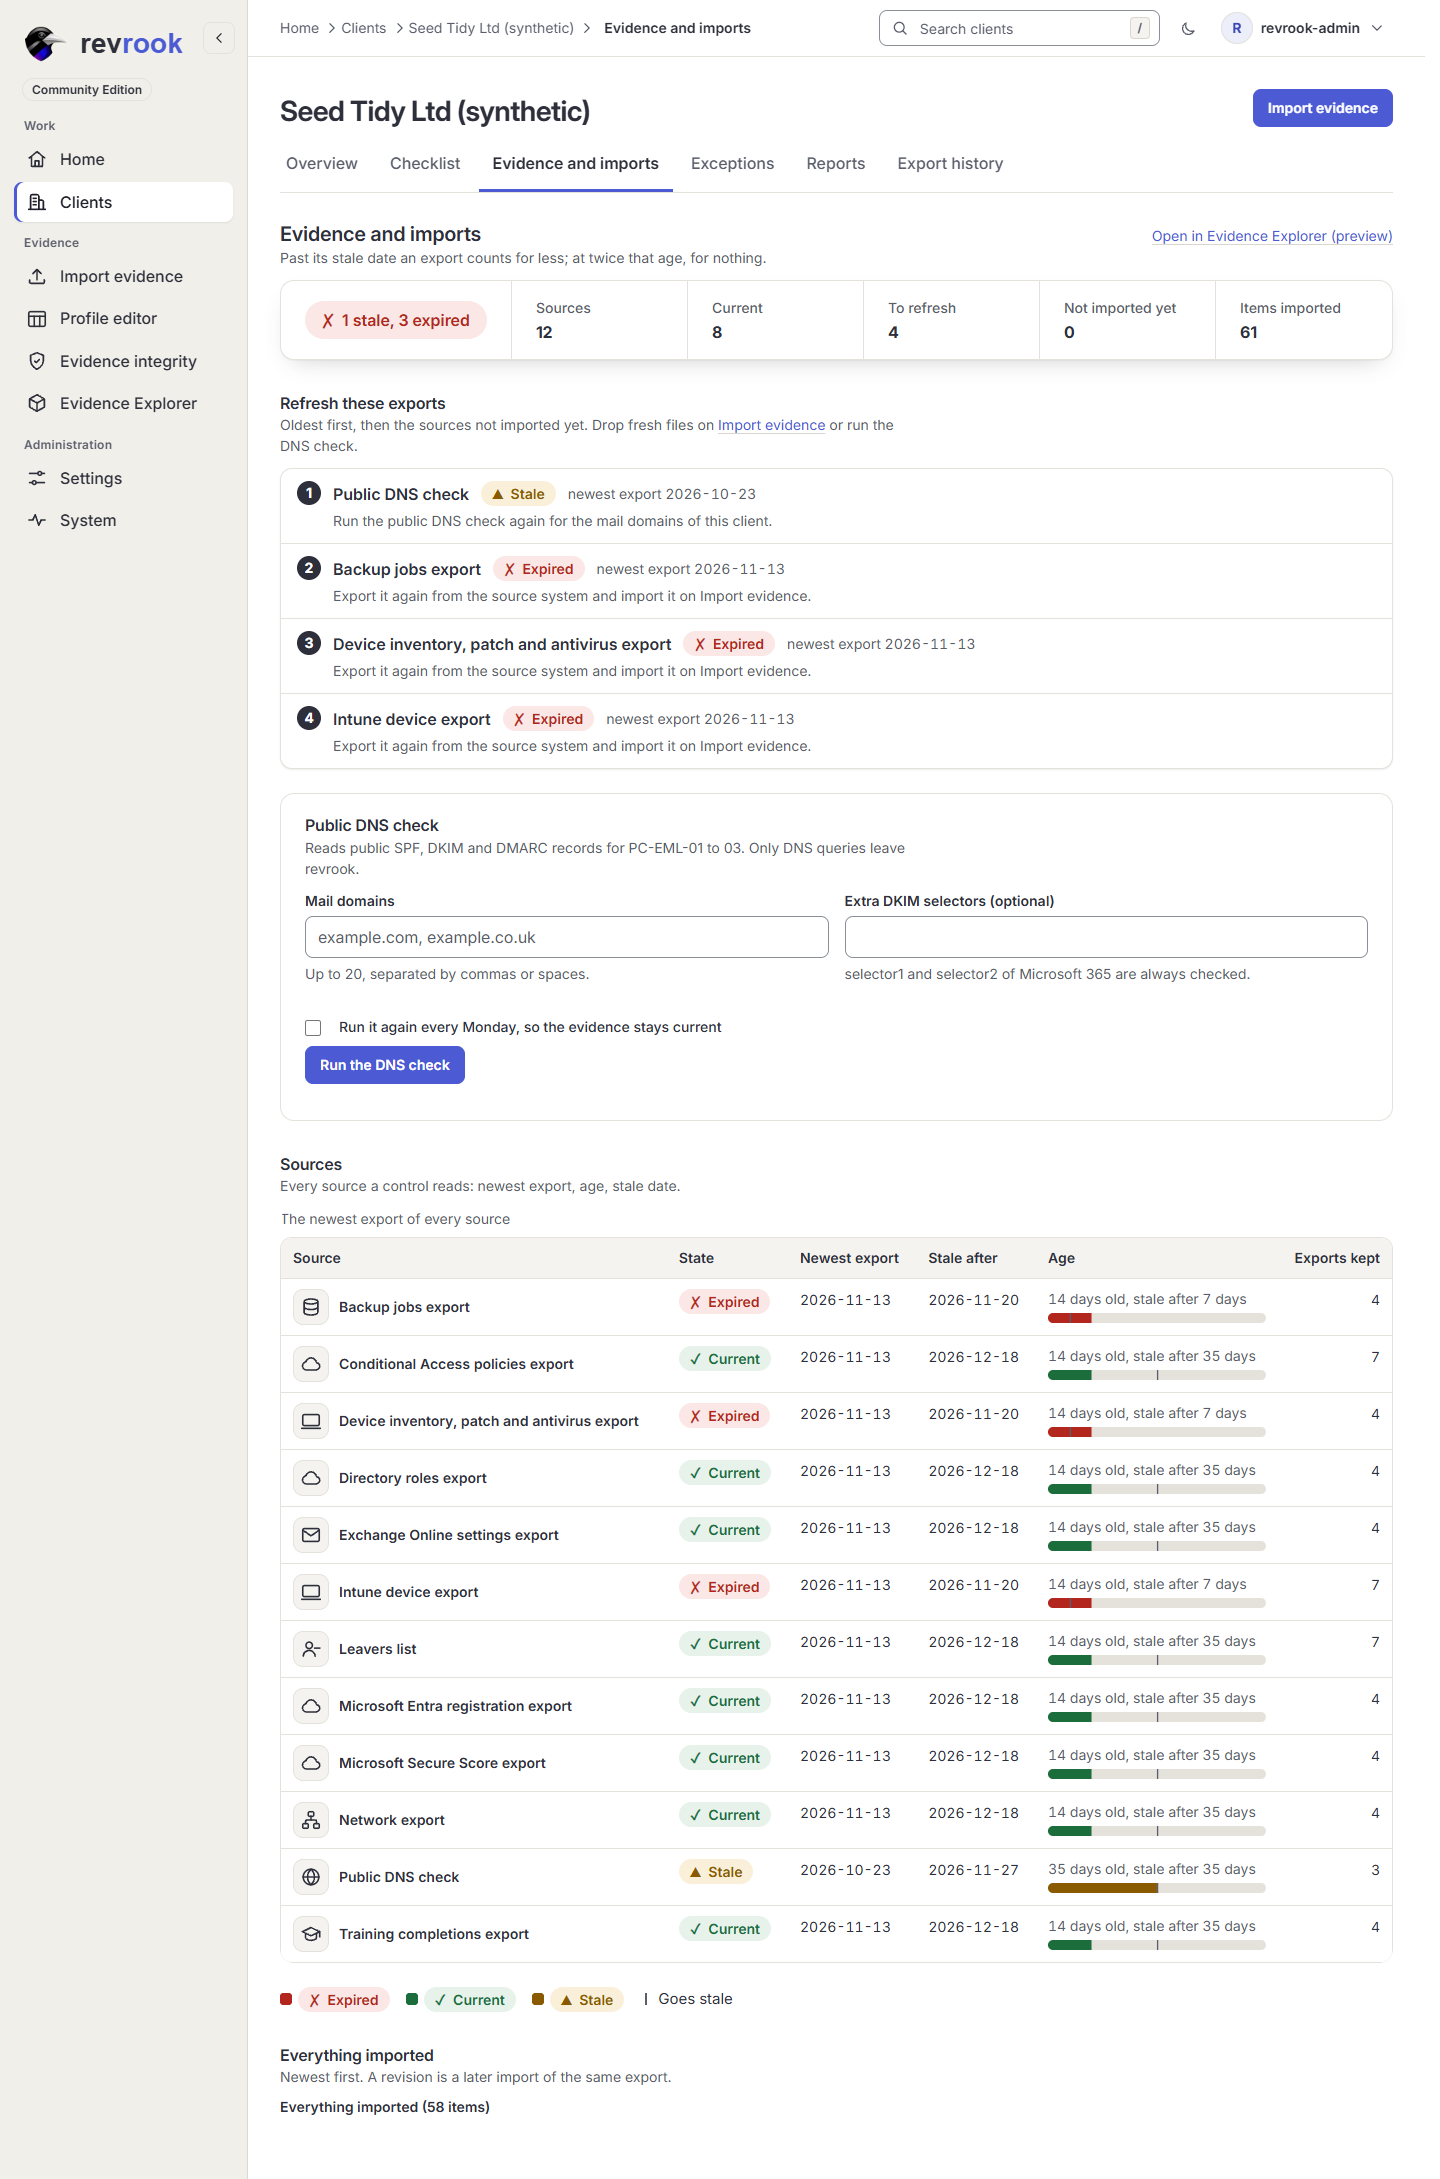 revrook
Community Edition
Work
Home
Clients
Evidence
Import evidence
Profile editor
Evidence integrity
Evidence Explorer
Administration
Settings
System
Home > Clients > Seed Tidy Ltd (synthetic) > Evidence and imports
Search clients /
R revrook-admin
Seed Tidy Ltd (synthetic)
Import evidence
Overview Checklist Evidence and imports Exceptions Reports Export history
Evidence and imports
Open in Evidence Explorer (preview)
Past its stale date an export counts for less; at twice that age, for nothing.
✗ 1 stale, 3 expired
Sources
12
Current
8
To refresh
4
Not imported yet
0
Items imported
61
Refresh these exports
Oldest first, then the sources not imported yet. Drop fresh files on Import evidence or run the
DNS check.
1 Public DNS check ▲ Stale newest export 2026-10-23
Run the public DNS check again for the mail domains of this client.
2 Backup jobs export ✗ Expired newest export 2026-11-13
Export it again from the source system and import it on Import evidence.
3 Device inventory, patch and antivirus export ✗ Expired newest export 2026-11-13
Export it again from the source system and import it on Import evidence.
4 Intune device export ✗ Expired newest export 2026-11-13
Export it again from the source system and import it on Import evidence.
Public DNS check
Reads public SPF, DKIM and DMARC records for PC-EML-01 to 03. Only DNS queries leave
revrook.
Mail domains
example.com, example.co.uk
Up to 20, separated by commas or spaces.
Extra DKIM selectors (optional)
selector1 and selector2 of Microsoft 365 are always checked.
Run it again every Monday, so the evidence stays current
Run the DNS check
Sources
Every source a control reads: newest export, age, stale date.
The newest export of every source
Source State Newest export Stale after Age Exports kept
Backup jobs export ✗ Expired 2026-11-13 2026-11-20 14 days old, stale after 7 days 4
Conditional Access policies export ✓ Current 2026-11-13 2026-12-18 14 days old, stale after 35 days 7
Device inventory, patch and antivirus export ✗ Expired 2026-11-13 2026-11-20 14 days old, stale after 7 days 4
Directory roles export ✓ Current 2026-11-13 2026-12-18 14 days old, stale after 35 days 4
Exchange Online settings export ✓ Current 2026-11-13 2026-12-18 14 days old, stale after 35 days 4
Intune device export ✗ Expired 2026-11-13 2026-11-20 14 days old, stale after 7 days 7
Leavers list ✓ Current 2026-11-13 2026-12-18 14 days old, stale after 35 days 7
Microsoft Entra registration export ✓ Current 2026-11-13 2026-12-18 14 days old, stale after 35 days 4
Microsoft Secure Score export ✓ Current 2026-11-13 2026-12-18 14 days old, stale after 35 days 4
Network export ✓ Current 2026-11-13 2026-12-18 14 days old, stale after 35 days 4
Public DNS check ▲ Stale 2026-10-23 2026-11-27 35 days old, stale after 35 days 3
Training completions export ✓ Current 2026-11-13 2026-12-18 14 days old, stale after 35 days 4
✗ Expired ✓ Current ▲ Stale Goes stale
Everything imported
Newest first. A revision is a later import of the same export.
Everything imported (58 items)